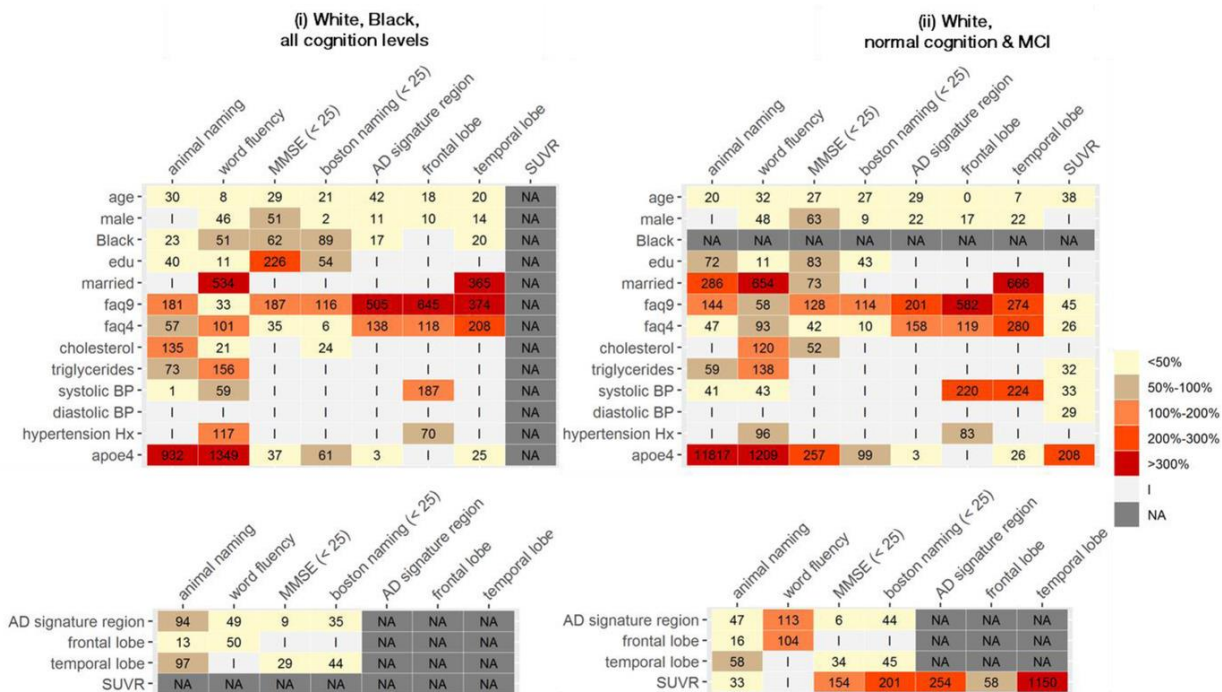 (i) White, Black,
all cognition levels
animal naming
word fluency
MMSE (< 25)
boston naming (< 25)
AD signature region
frontal lobe
temporal lobe
SUVR
age 30 8 29 21 42 18 20 NA
male I 46 51 2 11 10 14 NA
Black 23 51 62 89 17 I 20 NA
edu 40 11 226 54 I I I NA
married I 534 I I I I 365 NA
faq9 181 33 187 116 505 645 374 NA
faq4 57 101 35 6 138 118 208 NA
cholesterol 135 21 I 24 I I I NA
triglycerides 73 156 I I I I I NA
systolic BP 1 59 I I I 187 I NA
diastolic BP I I I I I I I NA
hypertension Hx I 117 I I I 70 I NA
apoe4 932 1349 37 61 3 I 25 NA
(ii) White,
normal cognition & MCI
animal naming
word fluency
MMSE (< 25)
boston naming (< 25)
AD signature region
frontal lobe
temporal lobe
SUVR
age 20 32 27 27 29 0 7 38
male I 48 63 9 22 17 22 I
Black NA NA NA NA NA NA NA NA
edu 72 11 83 43 I I I I
married 286 654 73 I I I 666 I
faq9 144 58 128 114 201 582 274 45
faq4 47 93 42 10 158 119 280 26
cholesterol I 120 52 I I I I I
triglycerides 59 138 I I I I I 32
systolic BP 41 43 I I I 220 224 33
diastolic BP I I I I I I I 29
hypertension Hx I 96 I I I 83 I I
apoe4 11817 1209 257 99 3 I 26 208
<50%
50%-100%
100%-200%
200%-300%
>300%
I
NA
animal naming
word fluency
MMSE (< 25)
boston naming (< 25)
AD signature region
frontal lobe
temporal lobe
AD signature region 94 49 9 35 NA NA NA
frontal lobe 13 50 I I NA NA NA
temporal lobe 97 I 29 44 NA NA NA
SUVR NA NA NA NA NA NA NA
animal naming
word fluency
MMSE (< 25)
boston naming (< 25)
AD signature region
frontal lobe
temporal lobe
AD signature region 47 113 6 44 NA NA NA
frontal lobe 16 104 I I NA NA NA
temporal lobe 58 I 34 45 NA NA NA
SUVR 33 I 154 201 254 58 1150